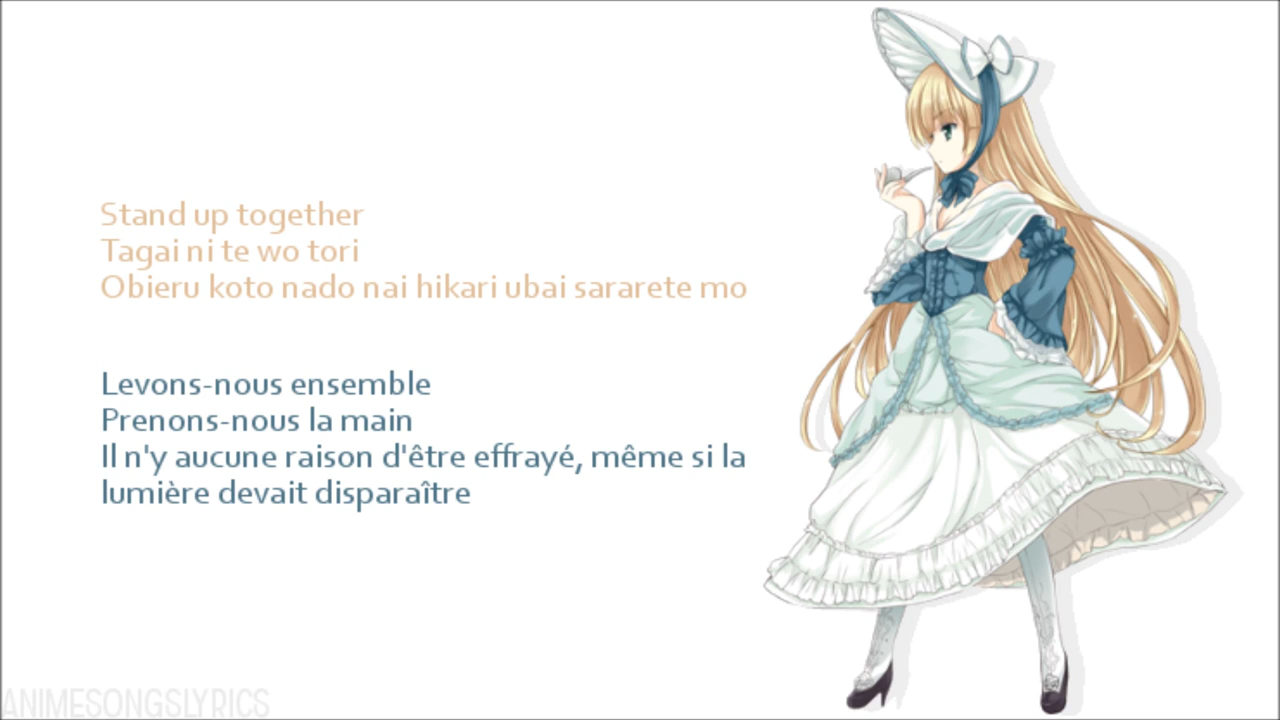 Stand up together
Tagai ni te wo tori
Obieru koto nado nai hikari ubai sararete mo
Levons-nous ensemble
Prenons-nous la main
Il n'y aucune raison d'être effrayé, même si la
lumière devait disparaître
ANIMESONGSLYRICS